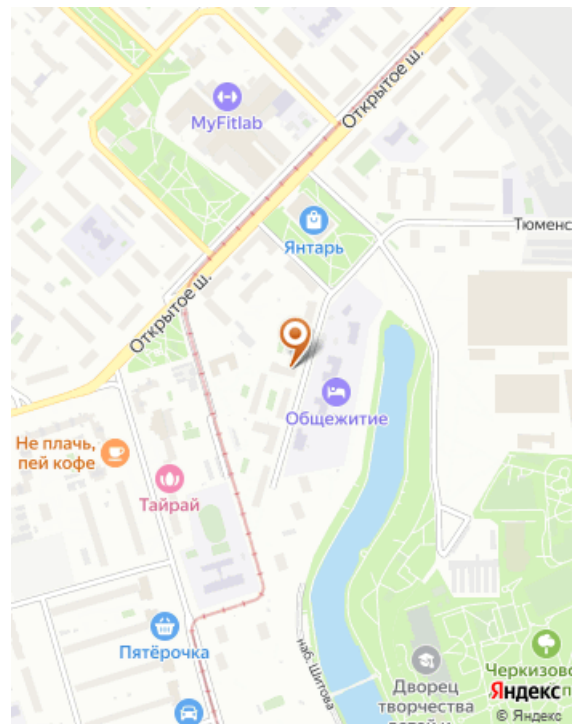 MyFitlab
Открытое ш.
Янтарь
Тюменс
Открытое ш.
Общежитие
Не плачь,
пей кофе
Тайрай
Пятёрочка
наб. Шитова
Дворец
творчества
Черкизово
Яндекс
© Яндекс